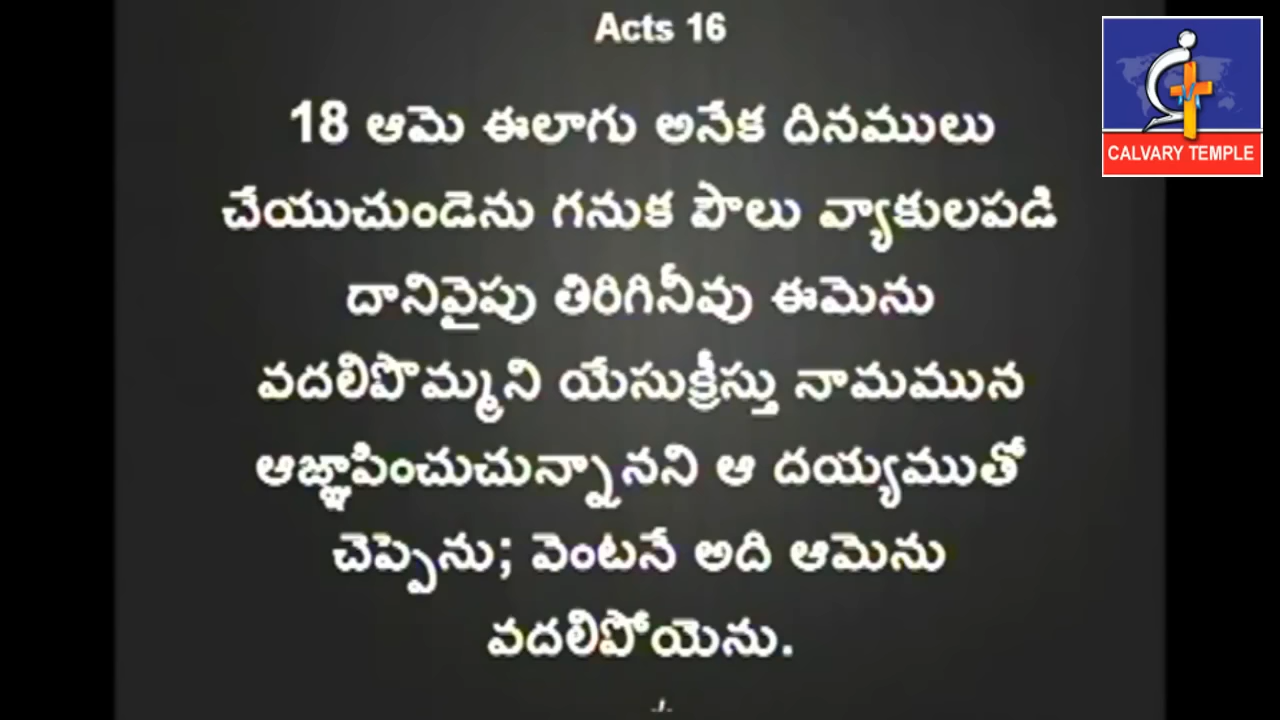 Acts 16
18 ఆమె ఈలాగు అనేక దినములు
చేయుచుండెను గనుక పౌలు వ్యాకులపడి
దానివైపు తిరిగినీవు ఈమెను
వదలిపొమ్మని యేసుక్రీస్తు నామమున
ఆజ్ఞాపించుచున్నానని ఆ దయ్యముతో
చెప్పెను; వెంటనే అది ఆమెను
వదలిపోయెను.
CALVARY TEMPLE